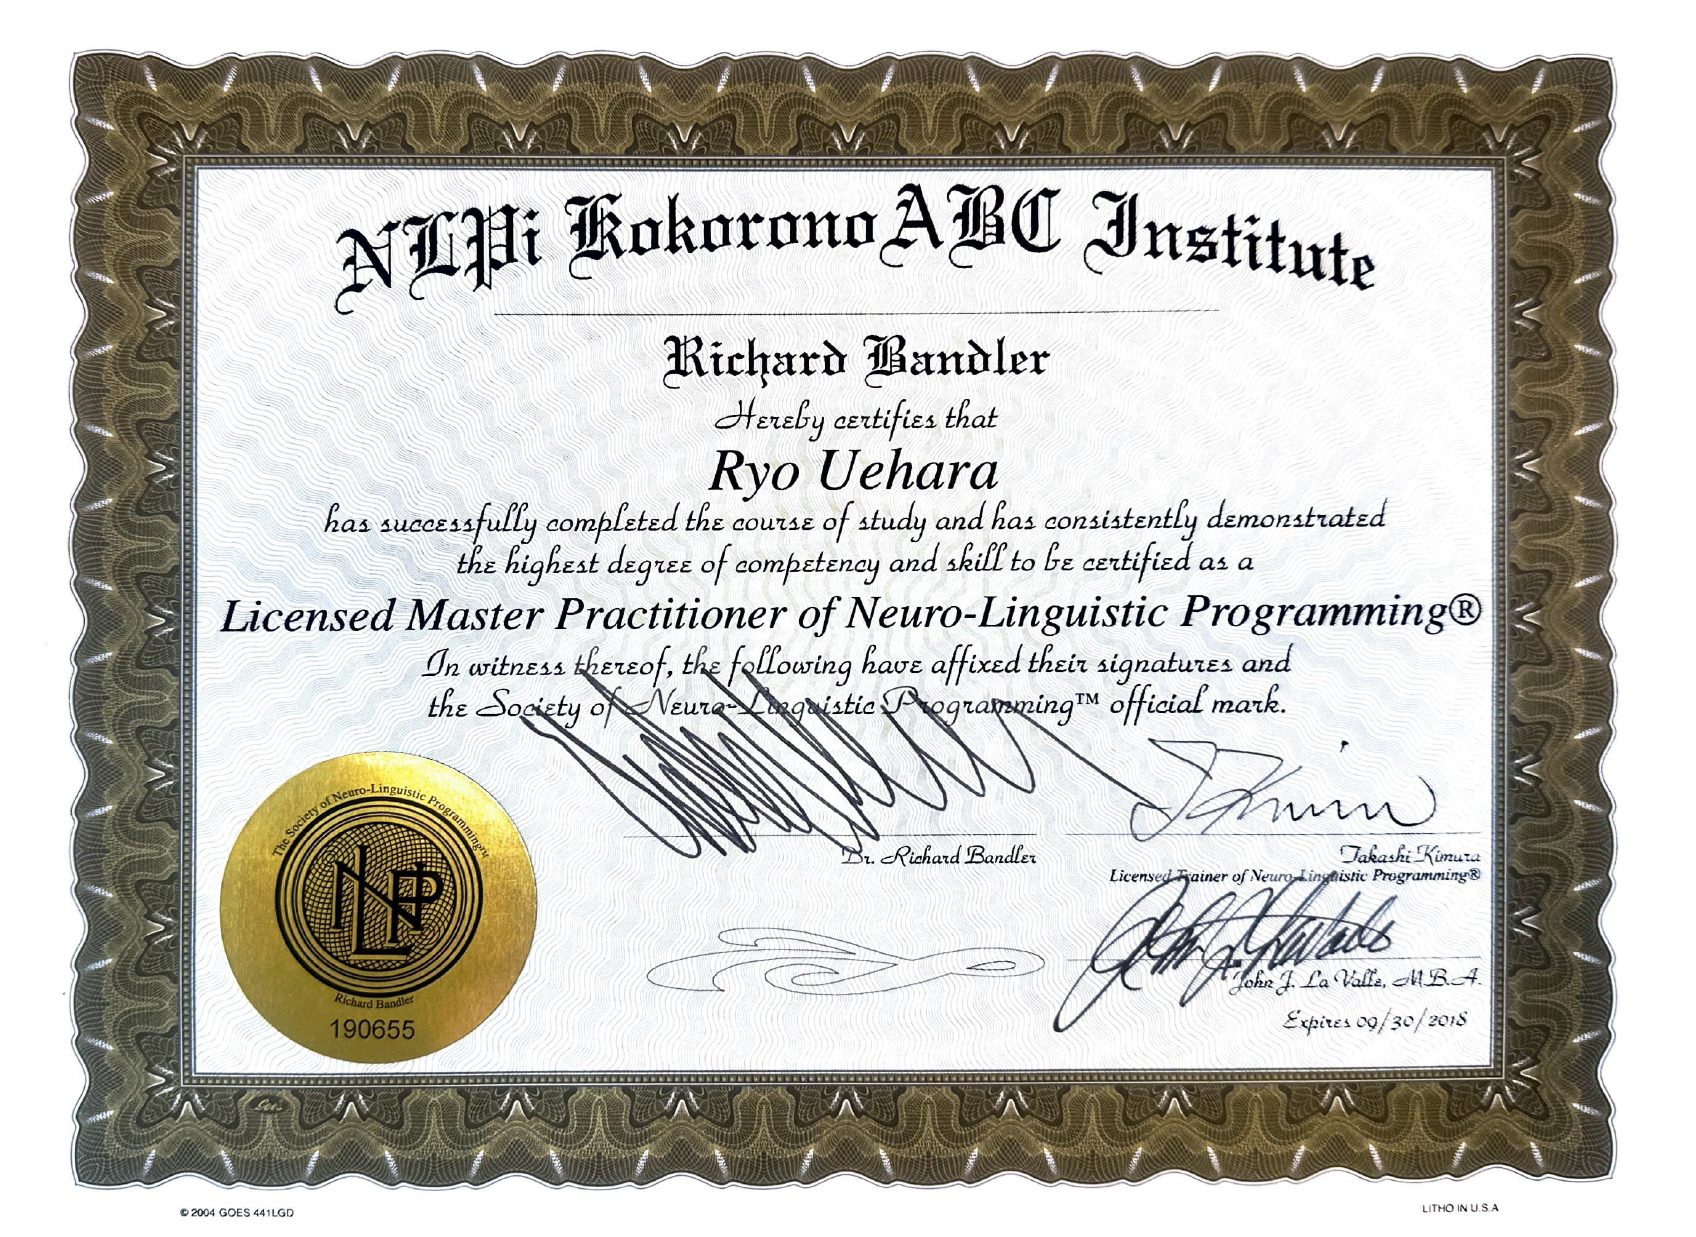 NLPi Kokorono ABC Institute
Richard Bandler
Hereby certifies that
Ryo Uehara
has successfully completed the course of study and has consistently demonstrated
the highest degree of competency and skill to be certified as a
Licensed Master Practitioner of Neuro-Linguistic Programming®
In witness thereof, the following have affixed their signatures and
the Society of Neuro-Linguistic Programming™ official mark.
Dr. Richard Bandler
Takashi Kimura
Licensed Trainer of Neuro-Linguistic Programming®
John J. La Valle, M.B.A.
Expires 09/30/2018
The Society of Neuro-Linguistic Programming™
NLP
Richard Bandler
190655
Goes
© 2004 GOES 441LGD
LITHO IN U.S.A